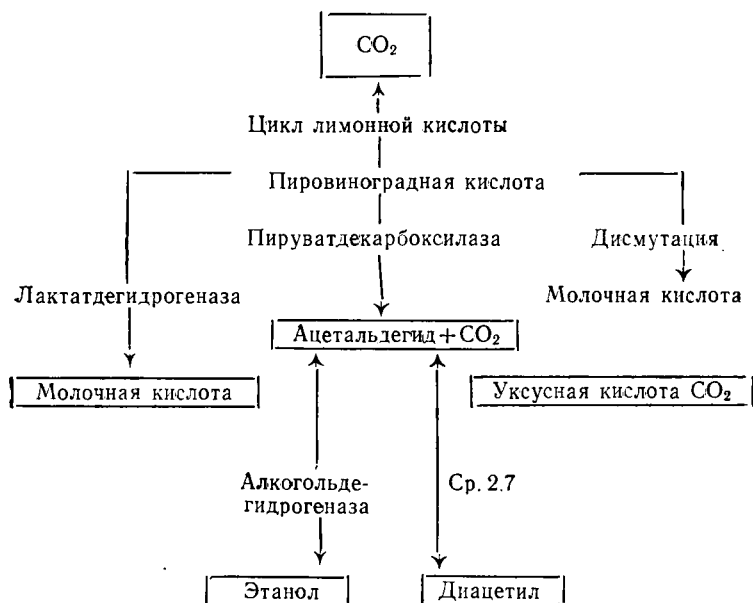 CO₂
Цикл лимонной кислоты
Пировиноградная кислота
Пируватдекарбоксилаза
Дисмутация
Лактатдегидрогеназа
Молочная кислота
Ацетальдегид+CO₂
Молочная кислота
Уксусная кислота CO₂
Алкогольде-
гидрогеназа
Ср. 2.7
Этанол
Диацетил